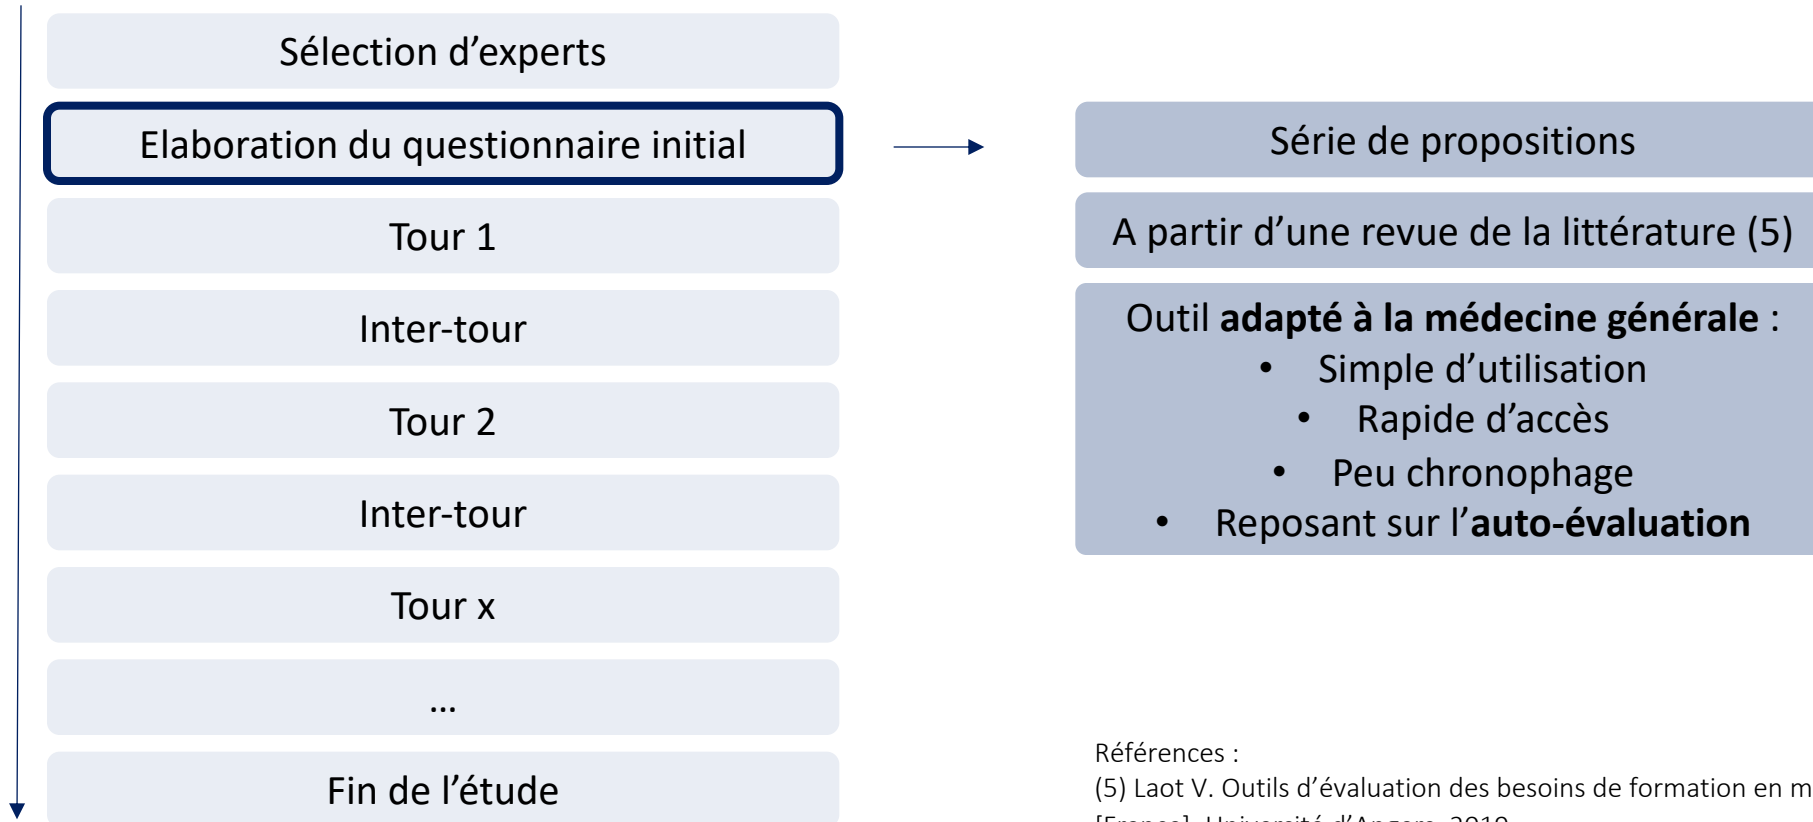 Sélection d’experts
Elaboration du questionnaire initial
Tour 1
Inter-tour
Tour 2
Inter-tour
Tour x
…
Fin de l’étude
Série de propositions
A partir d’une revue de la littérature (5)
Outil adapté à la médecine générale :
• Simple d’utilisation
• Rapide d’accès
• Peu chronophage
• Reposant sur l’auto-évaluation
Références :
(5) Laot V. Outils d’évaluation des besoins de formation en m